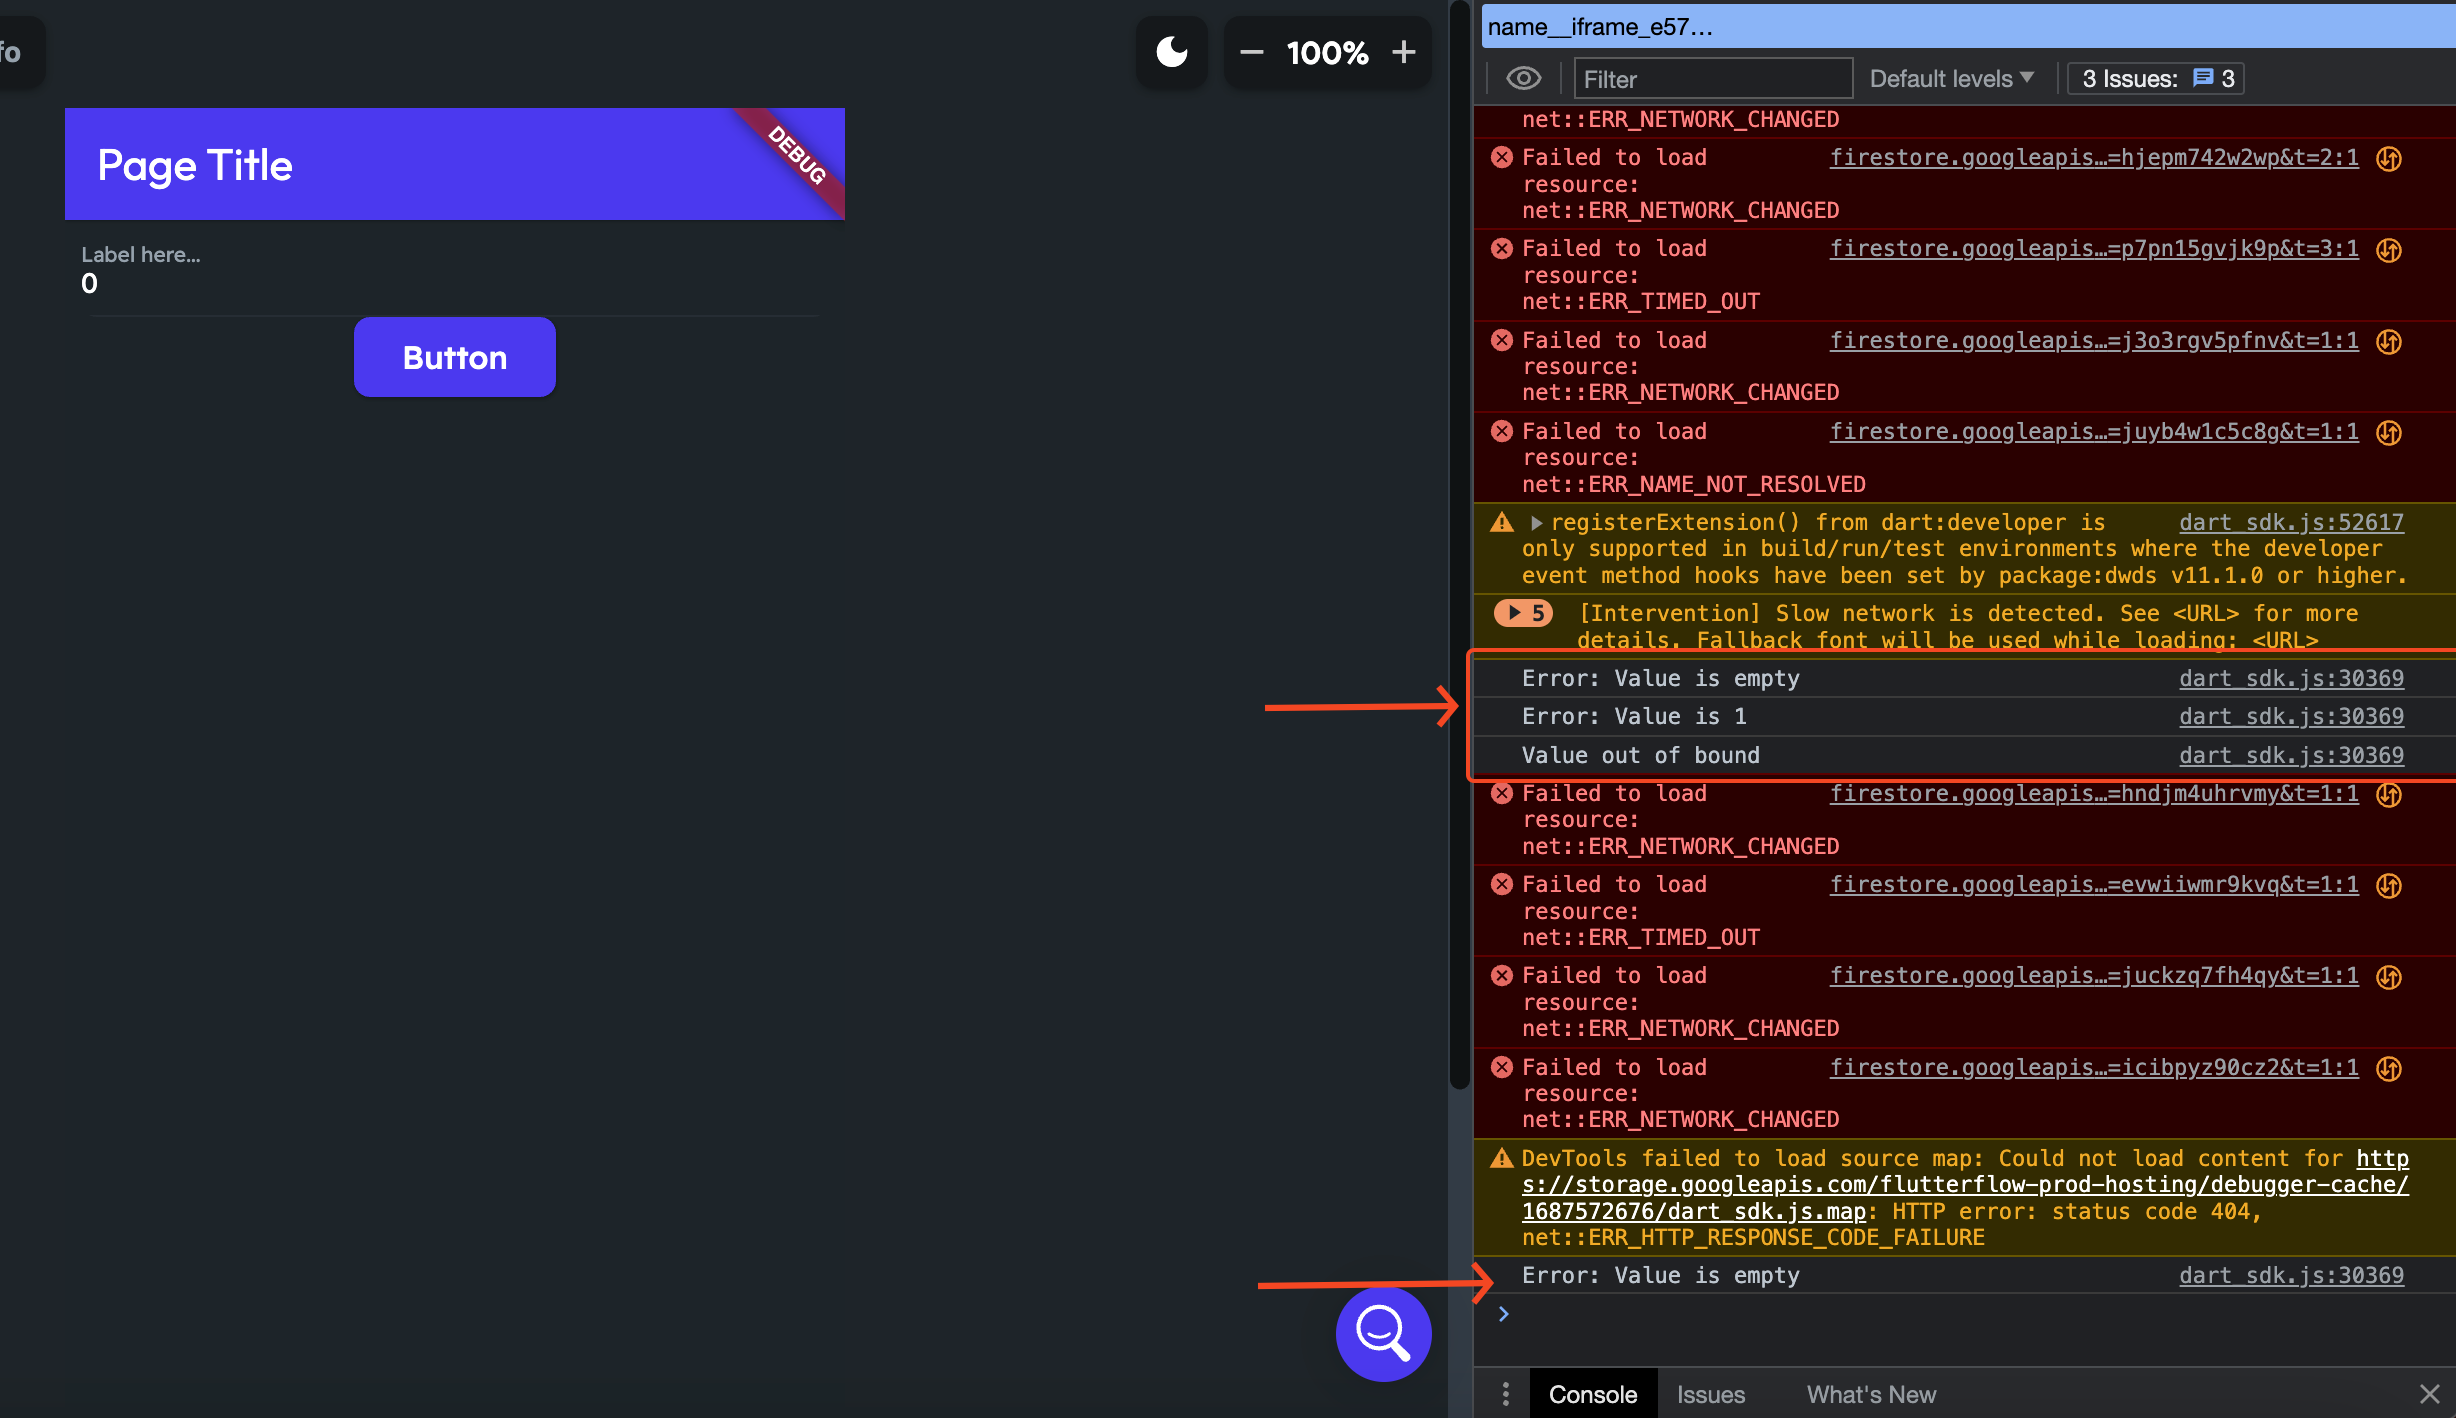 fo
100%
Page Title
DEBUG
Label here...
0
Button
name__iframe_e57…
Filter
Default levels
3 Issues:
3
net::ERR_NETWORK_CHANGED
Failed to load firestore.googleapis…=hjepm742w2wp&t=2:1
resource:
net::ERR_NETWORK_CHANGED
Failed to load firestore.googleapis…=p7pn15gvjk9p&t=3:1
resource:
net::ERR_TIMED_OUT
Failed to load firestore.googleapis…=j3o3rgv5pfnv&t=1:1
resource:
net::ERR_NETWORK_CHANGED
Failed to load firestore.googleapis…=juyb4w1c5c8g&t=1:1
resource:
net::ERR_NAME_NOT_RESOLVED
registerExtension() from dart:developer is dart_sdk.js:52617
only supported in build/run/test environments where the developer
event method hooks have been set by package:dwds v11.1.0 or higher.
5 [Intervention] Slow network is detected. See <URL> for more
details. Fallback font will be used while loading: <URL>
Error: Value is empty dart_sdk.js:30369
Error: Value is 1 dart_sdk.js:30369
Value out of bound dart_sdk.js:30369
Failed to load firestore.googleapis…=hndjm4uhrvmy&t=1:1
resource:
net::ERR_NETWORK_CHANGED
Failed to load firestore.googleapis…=evwiiwmr9kvq&t=1:1
resource:
net::ERR_TIMED_OUT
Failed to load firestore.googleapis…=juckzq7fh4qy&t=1:1
resource:
net::ERR_NETWORK_CHANGED
Failed to load firestore.googleapis…=icibpyz90cz2&t=1:1
resource:
net::ERR_NETWORK_CHANGED
DevTools failed to load source map: Could not load content for http
s://storage.googleapis.com/flutterflow-prod-hosting/debugger-cache/
1687572676/dart_sdk.js.map: HTTP error: status code 404,
net::ERR_HTTP_RESPONSE_CODE_FAILURE
Error: Value is empty dart_sdk.js:30369
Console
Issues
What's New